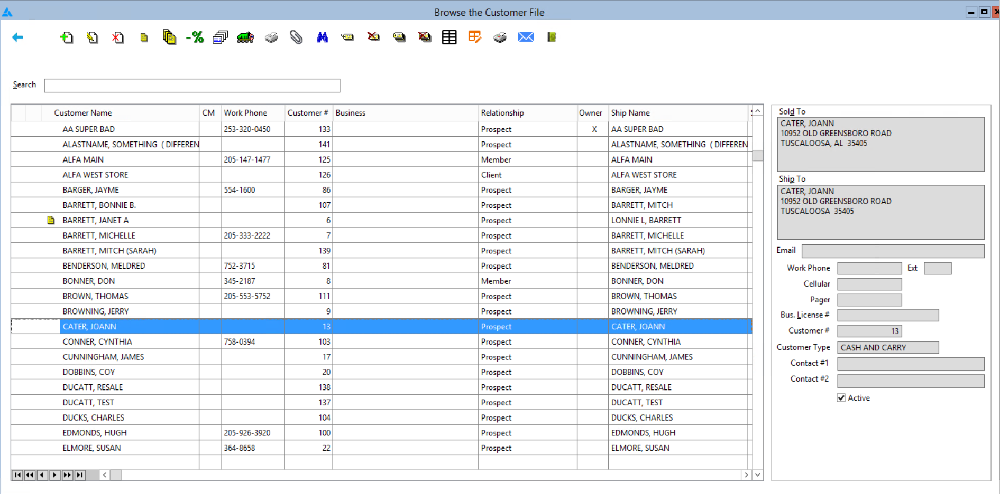 Browse the Customer File
-%
Search
Customer Name CM Work Phone Customer # Business Relationship Owner Ship Name
AA SUPER BAD 253-320-0450 133 Prospect X AA SUPER BAD
ALASTNAME, SOMETHING ( DIFFEREN 141 Prospect ALASTNAME, SOMETHING ( DIFFEREN
ALFA MAIN 205-147-1477 125 Member ALFA MAIN
ALFA WEST STORE 126 Client ALFA WEST STORE
BARGER, JAYME 554-1600 86 Prospect BARGER, JAYME
BARRETT, BONNIE B. 107 Prospect BARRETT, MITCH
BARRETT, JANET A 6 Prospect LONNIE L, BARRETT
BARRETT, MICHELLE 205-333-2222 7 Prospect BARRETT, MICHELLE
BARRETT, MITCH (SARAH) 139 Prospect BARRETT, MITCH (SARAH)
BENDERSON, MELDRED 752-3715 81 Prospect BENDERSON, MELDRED
BONNER, DON 345-2187 8 Member BONNER, DON
BROWN, THOMAS 205-553-5752 111 Prospect BROWN, THOMAS
BROWNING, JERRY 9 Prospect BROWNING, JERRY
CATER, JOANN 13 Prospect CATER, JOANN
CONNER, CYNTHIA 758-0394 103 Prospect CONNER, CYNTHIA
CUNNINGHAM, JAMES 17 Prospect CUNNINGHAM, JAMES
DOBBINS, COY 20 Prospect DOBBINS, COY
DUCATT, RESALE 138 Prospect DUCATT, RESALE
DUCATT, TEST 137 Prospect DUCATT, TEST
DUCKS, CHARLES 104 Prospect DUCKS, CHARLES
EDMONDS, HUGH 205-926-3920 100 Prospect EDMONDS, HUGH
ELMORE, SUSAN 364-8658 22 Prospect ELMORE, SUSAN
Sold To
CATER, JOANN
10952 OLD GREENSBORO ROAD
TUSCALOOSA, AL 35405
Ship To
CATER, JOANN
10952 OLD GREENSBORO ROAD
TUSCALOOSA 35405
Email
Work Phone Ext
Cellular
Pager
Bus. License #
Customer # 13
Customer Type CASH AND CARRY
Contact #1
Contact #2
Active